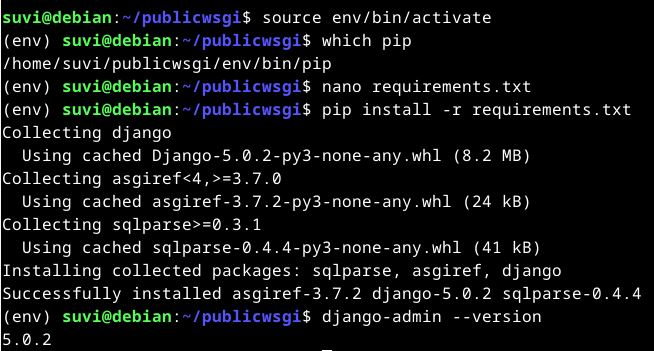 suvi@debian:~/publicwsgi$ source env/bin/activate
(env) suvi@debian:~/publicwsgi$ which pip
/home/suvi/publicwsgi/env/bin/pip
(env) suvi@debian:~/publicwsgi$ nano requirements.txt
(env) suvi@debian:~/publicwsgi$ pip install -r requirements.txt
Collecting django
  Using cached Django-5.0.2-py3-none-any.whl (8.2 MB)
Collecting asgiref<4,>=3.7.0
  Using cached asgiref-3.7.2-py3-none-any.whl (24 kB)
Collecting sqlparse>=0.3.1
  Using cached sqlparse-0.4.4-py3-none-any.whl (41 kB)
Installing collected packages: sqlparse, asgiref, django
Successfully installed asgiref-3.7.2 django-5.0.2 sqlparse-0.4.4
(env) suvi@debian:~/publicwsgi$ django-admin --version
5.0.2